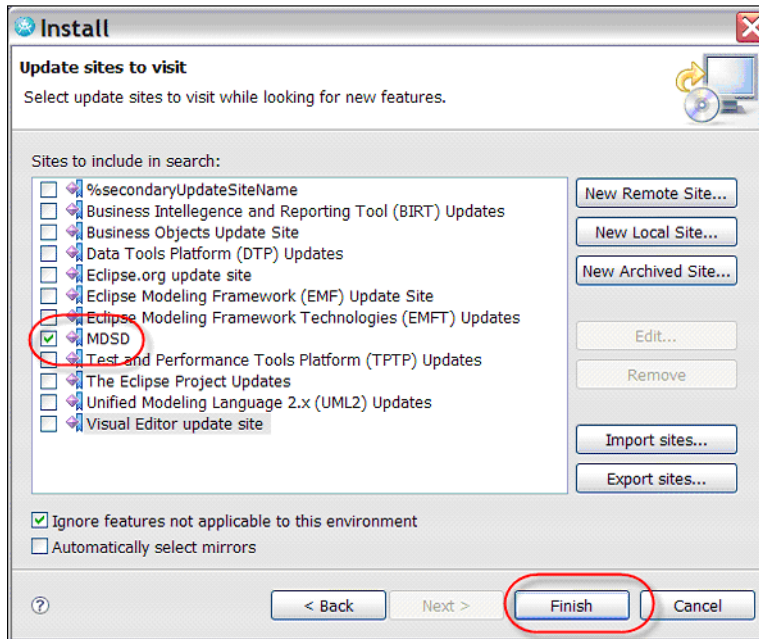 Install
Update sites to visit
Select update sites to visit while looking for new features.
Sites to include in search:
%secondaryUpdateSiteName
Business Intellegence and Reporting Tool (BIRT) Updates
Business Objects Update Site
Data Tools Platform (DTP) Updates
Eclipse.org update site
Eclipse Modeling Framework (EMF) Update Site
Eclipse Modeling Framework Technologies (EMFT) Updates
MDSD
Test and Performance Tools Platform (TPTP) Updates
The Eclipse Project Updates
Unified Modeling Language 2.x (UML2) Updates
Visual Editor update site
New Remote Site...
New Local Site...
New Archived Site...
Edit...
Remove
Import sites...
Export sites...
Ignore features not applicable to this environment
Automatically select mirrors
?
< Back
Next >
Finish
Cancel